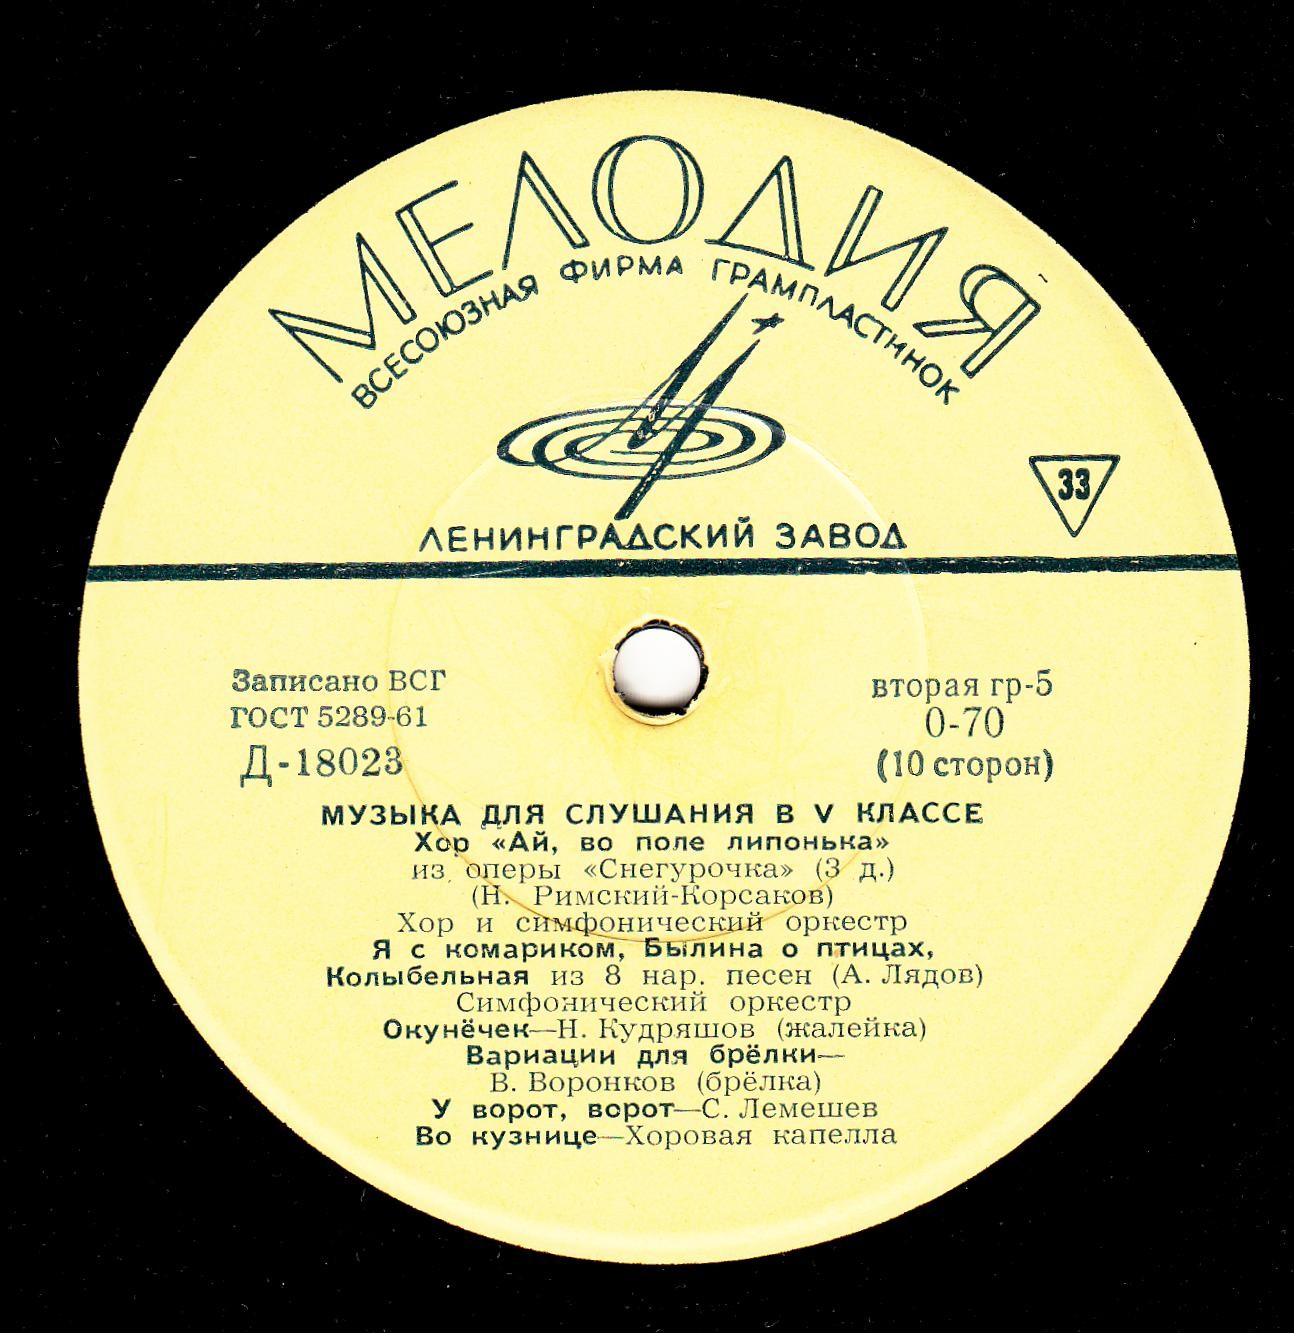 МЕЛОДИЯ
ВСЕСОЮЗНАЯ ФИРМА ГРАМПЛАСТИНОК
33
ЛЕНИНГРАДСКИЙ ЗАВОД
Записано ВСГ
ГОСТ 5289-61
Д-18023
вторая гр-5
0-70
(10 сторон)
МУЗЫКА ДЛЯ СЛУШАНИЯ В V КЛАССЕ
Хор «Ай, во поле липонька»
из оперы «Снегурочка» (3 д.)
(Н. Римский-Корсаков)
Хор и симфонический оркестр
Я с комариком, Былина о птицах,
Колыбельная из 8 нар. песен (А. Лядов)
Симфонический оркестр
Окунёчек—Н. Кудряшов (жалейка)
Вариации для брёлки—
В. Воронков (брёлка)
У ворот, ворот—С. Лемешев
Во кузнице—Хоровая капелла